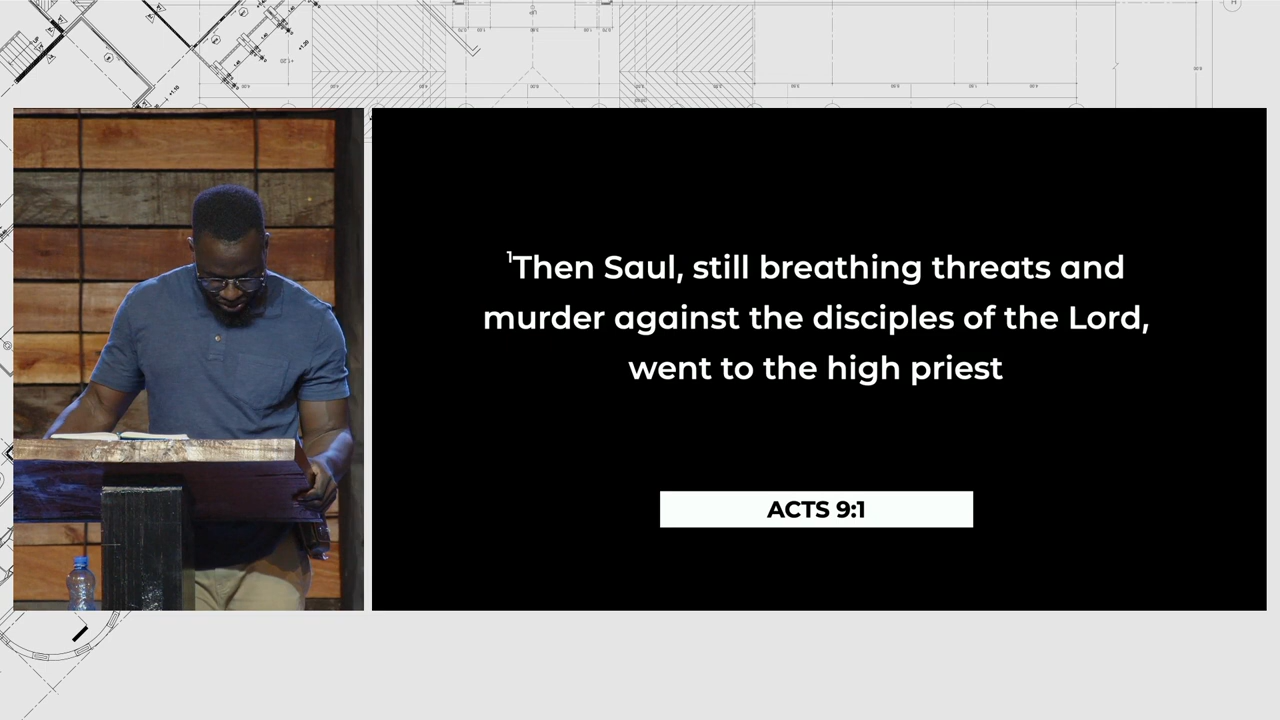 ¹Then Saul, still breathing threats and
murder against the disciples of the Lord,
went to the high priest
ACTS 9:1